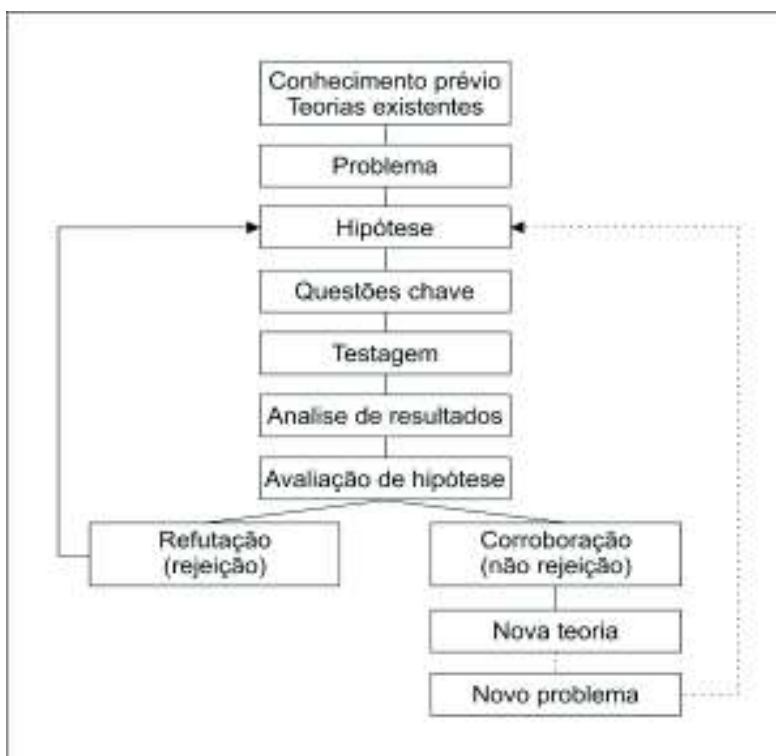 Conhecimento prévio
Teorias existentes
Problema
Hipótese
Questões chave
Testagem
Analise de resultados
Avaliação de hipótese
Refutação
(rejeição)
Corroboração
(não rejeição)
Nova teoria
Novo problema